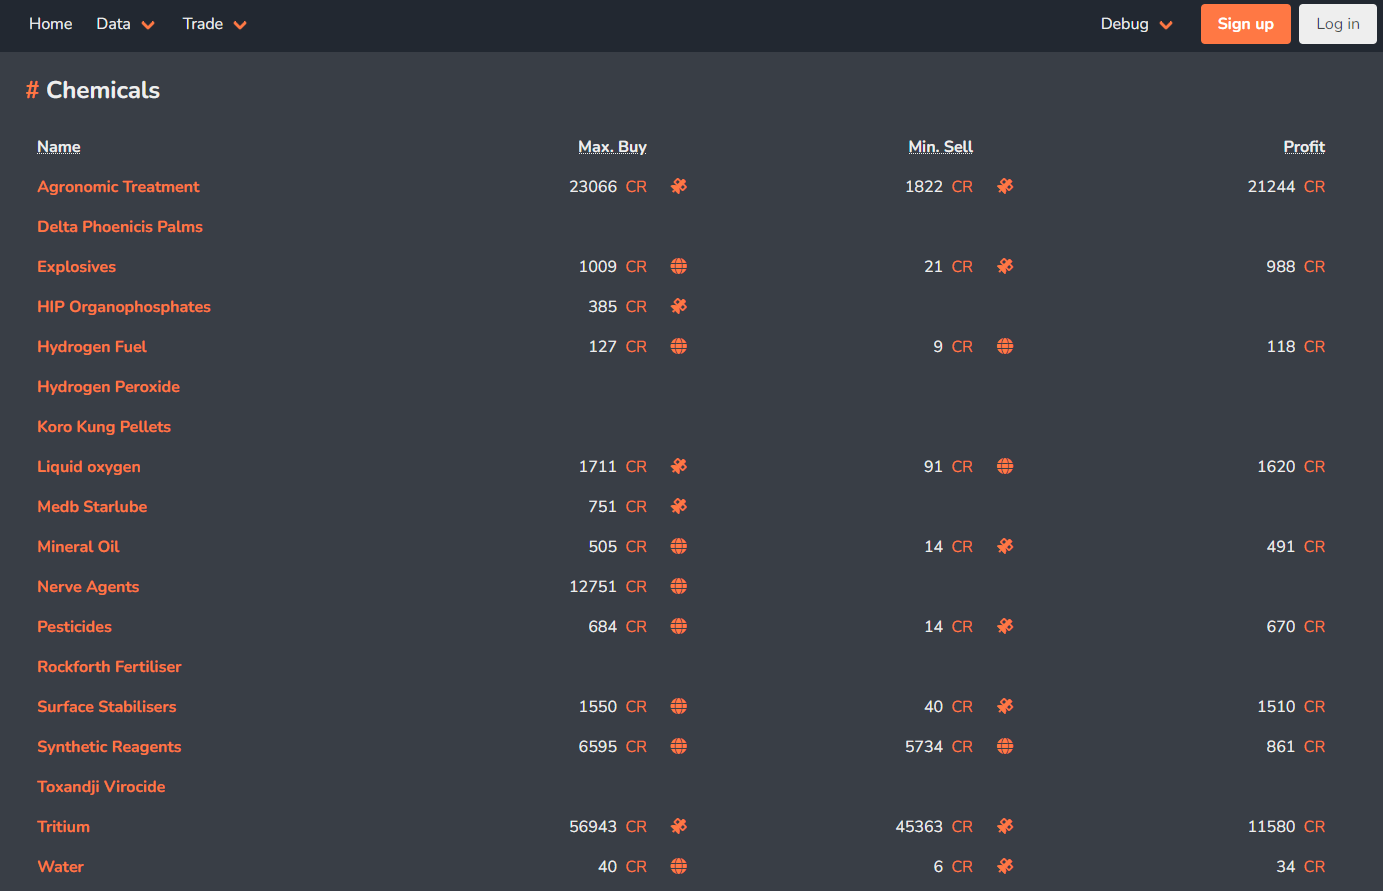 Home Data Trade Debug Sign up Log in
# Chemicals
Name Max. Buy Min. Sell Profit
Agronomic Treatment 23066 CR 1822 CR 21244 CR
Delta Phoenicis Palms
Explosives 1009 CR 21 CR 988 CR
HIP Organophosphates 385 CR
Hydrogen Fuel 127 CR 9 CR 118 CR
Hydrogen Peroxide
Koro Kung Pellets
Liquid oxygen 1711 CR 91 CR 1620 CR
Medb Starlube 751 CR
Mineral Oil 505 CR 14 CR 491 CR
Nerve Agents 12751 CR
Pesticides 684 CR 14 CR 670 CR
Rockforth Fertiliser
Surface Stabilisers 1550 CR 40 CR 1510 CR
Synthetic Reagents 6595 CR 5734 CR 861 CR
Toxandji Virocide
Tritium 56943 CR 45363 CR 11580 CR
Water 40 CR 6 CR 34 CR